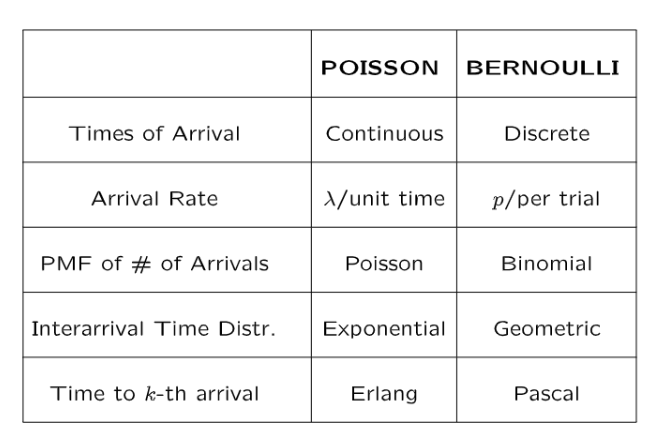 POISSON BERNOULLI
Times of Arrival Continuous Discrete
Arrival Rate λ/unit time p/per trial
PMF of # of Arrivals Poisson Binomial
Interarrival Time Distr. Exponential Geometric
Time to k-th arrival Erlang Pascal